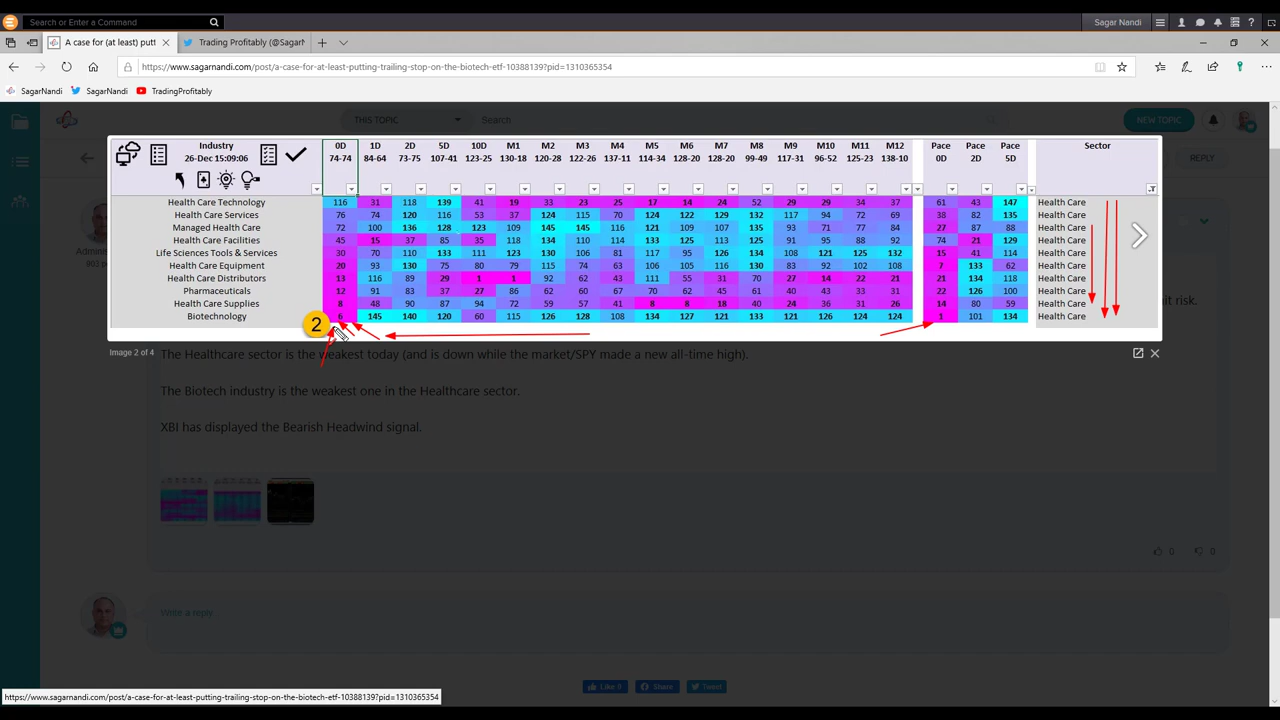 Search or Enter a Command
Sagar Nandi
A case for (at least) putt
Trading Profitably (@SagarN
https://www.sagarnandi.com/post/a-case-for-at-least-putting-trailing-stop-on-the-biotech-etf-10388139?pid=1310365354
SagarNandi
SagarNandi
TradingProfitably
THIS TOPIC
Search
NEW TOPIC
REPLY
Industry 0D 1D 2D 5D 10D M1 M2 M3 M4 M5 M6 M7 M8 M9 M10 M11 M12 Pace Pace Pace Sector
26-Dec 15:09:06 74-74 84-64 73-75 107-41 123-25 130-18 120-28 122-26 137-11 114-34 128-20 128-20 99-49 117-31 96-52 125-23 138-10 0D 2D 5D
Health Care Technology 116 31 118 139 41 19 33 23 25 17 14 24 52 29 29 34 37 61 43 147 Health Care
Health Care Services 76 74 120 116 53 37 124 115 70 124 122 129 132 117 94 72 69 38 82 135 Health Care
Managed Health Care 72 100 136 128 123 109 145 145 116 121 109 107 135 125 71 77 84 27 87 88 Health Care
Health Care Facilities 45 15 37 85 35 118 134 110 114 133 125 113 125 91 95 88 92 74 21 129 Health Care
Life Sciences Tools & Services 30 70 110 133 111 123 130 106 81 97 95 126 134 108 121 125 132 15 41 114 Health Care
Health Care Equipment 20 93 130 75 80 79 115 74 63 106 105 118 130 83 92 102 108 7 133 62 Health Care
Health Care Distributors 13 116 89 29 1 1 92 62 43 111 55 31 70 27 14 22 21 21 134 118 Health Care
Pharmaceuticals 12 91 83 37 27 86 62 60 67 70 62 45 61 40 43 33 31 22 126 100 Health Care
Health Care Supplies 8 48 90 87 94 72 59 57 41 8 8 18 40 24 36 31 26 14 80 59 Health Care
Biotechnology 6 145 140 120 60 115 126 128 108 134 127 121 133 121 126 124 124 1 101 134 Health Care
2
Image 2 of 4
The Healthcare sector is the weakest today (and is down while the market/SPY made a new all-time high).
The Biotech industry is the weakest one in the Healthcare sector.
XBI has displayed the Bearish Headwind signal.
0
0
Write a reply
Like !!
Share
Tweet
https://www.sagarnandi.com/post/a-case-for-at-least-putting-trailing-stop-on-the-biotech-etf-10388139?pid=1310365354